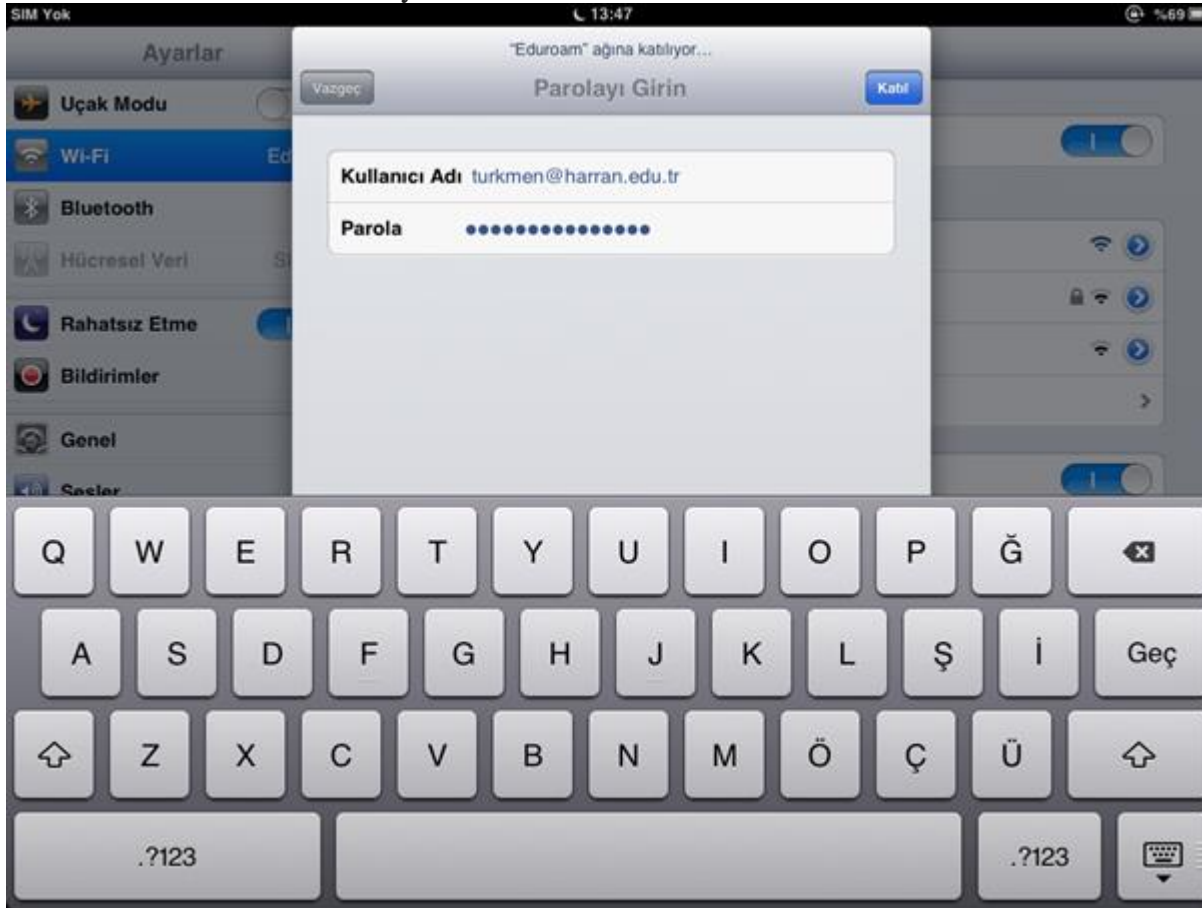 SIM Yok 13:47 %69
Ayarlar
"Eduroam" ağına katılıyor...
Vazgeç Parolayı Girin Katıl
Uçak Modu
Wi-Fi Ed
Kullanıcı Adı turkmen@harran.edu.tr
Bluetooth
Parola
Hücresel Veri
Rahatsız Etme
Bildirimler
Genel
Sesler
Q W E R T Y U I O P Ğ
A S D F G H J K L Ş İ Geç
Z X C V B N M Ö Ç Ü
.?123 .?123